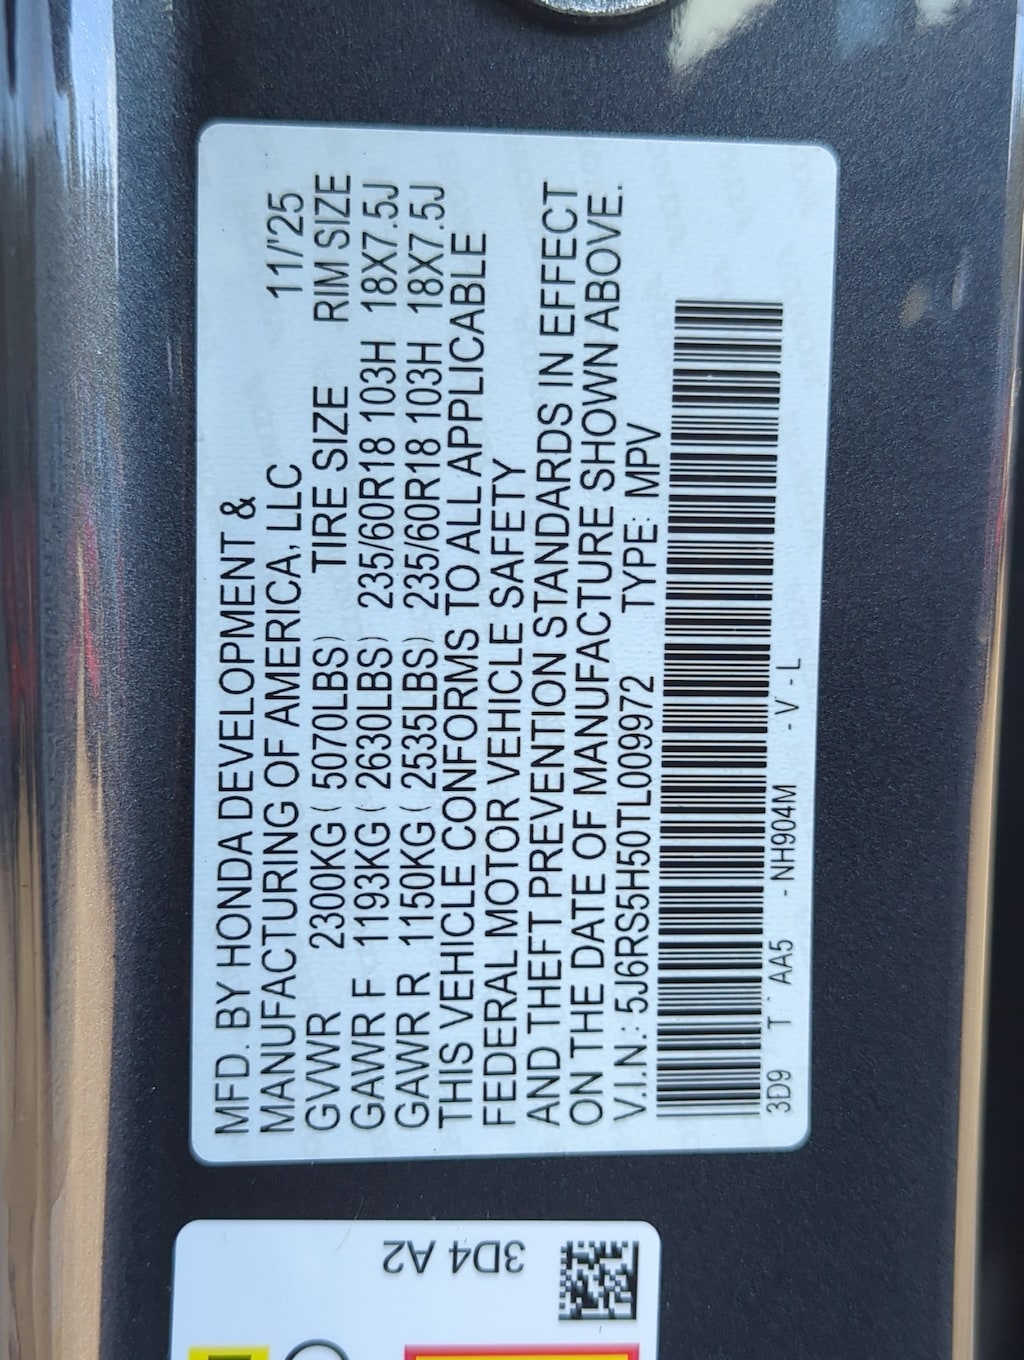 MFD. BY HONDA DEVELOPMENT &
MANUFACTURING OF AMERICA, LLC 11/'25
GVWR 2300KG ( 5070LBS) TIRE SIZE RIM SIZE
GAWR F 1193KG ( 2630LBS) 235/60R18 103H 18X7.5J
GAWR R 1150KG ( 2535LBS) 235/60R18 103H 18X7.5J
THIS VEHICLE CONFORMS TO ALL APPLICABLE
FEDERAL MOTOR VEHICLE SAFETY
AND THEFT PREVENTION STANDARDS IN EFFECT
ON THE DATE OF MANUFACTURE SHOWN ABOVE.
V.I.N.: 5J6RS5H50TL009972 TYPE: MPV
3D9 T AA5 - NH904M - V - L
3D4 A2